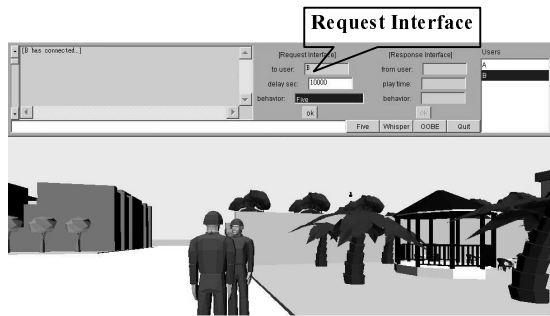 Request Interface
[B has connected..]
[Request Interface]
to user: B
delay sec: 10000
behavior: Five
ok
[Response Interface]
from user:
play time:
behavior:
ok
Users
A
B
Five Whisper OOBE Quit